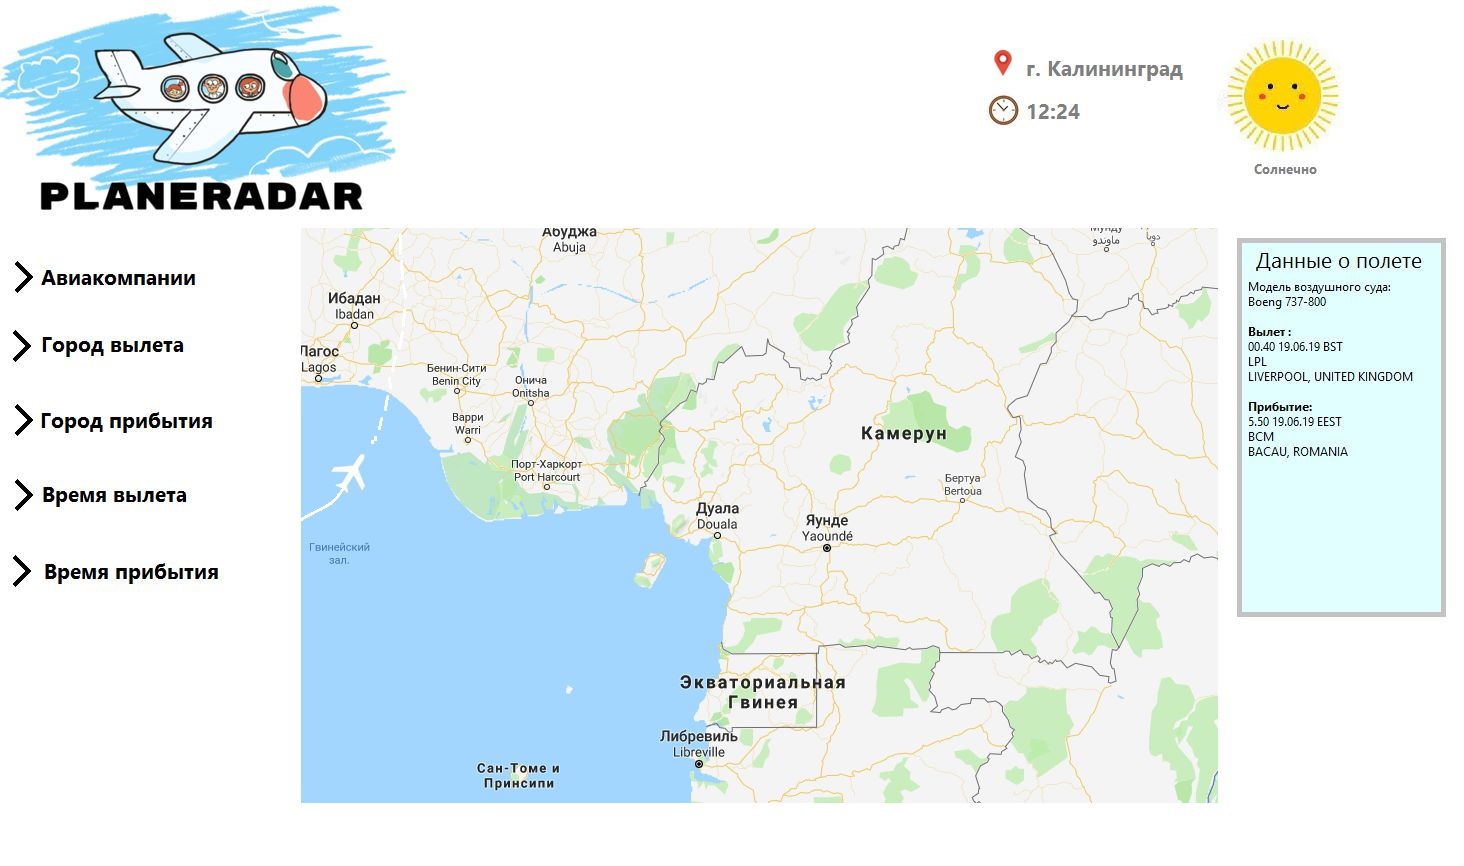 PLANERADAR
г. Калининград
12:24
Солнечно
Авиакомпании
Город вылета
Город прибытия
Время вылета
Время прибытия
Абуджа
Abuja
Ибадан
Ibadan
Лагос
Lagos
Бенин-Сити
Benin City
Онича
Onitsha
Варри
Warri
Порт-Харкорт
Port Harcourt
Гвинейский
зал.
Камерун
Бертуа
Bertoua
Дуала
Douala
Яунде
Yaoundé
Экваториальная
Гвинея
Либревиль
Libreville
Сан-Томе и
Принсипи
Мунду
ماوندو
دوبا
Данные о полете
Модель воздушного суда:
Boeng 737-800
Вылет :
00.40 19.06.19 BST
LPL
LIVERPOOL, UNITED KINGDOM
Прибытие:
5.50 19.06.19 EEST
BCM
BACAU, ROMANIA